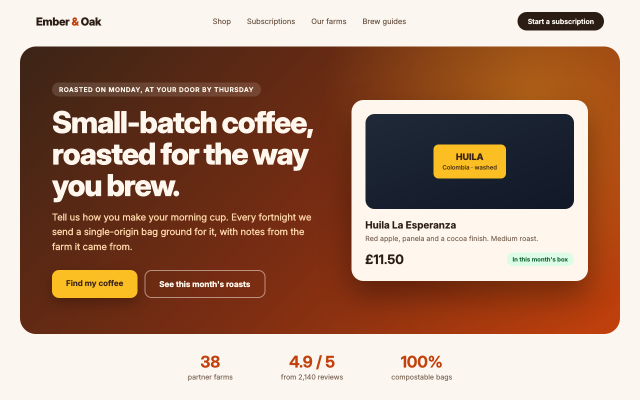 Ember & Oak
Shop
Subscriptions
Our farms
Brew guides
Start a subscription
ROASTED ON MONDAY, AT YOUR DOOR BY THURSDAY
Small-batch coffee,
roasted for the way
you brew.
Tell us how you make your morning cup. Every fortnight we
send a single-origin bag ground for it, with notes from the
farm it came from.
Find my coffee
See this month's roasts
HUILA
Colombia · washed
Huila La Esperanza
Red apple, panela and a cocoa finish. Medium roast.
£11.50
In this month's box
38
partner farms
4.9 / 5
from 2,140 reviews
100%
compostable bags